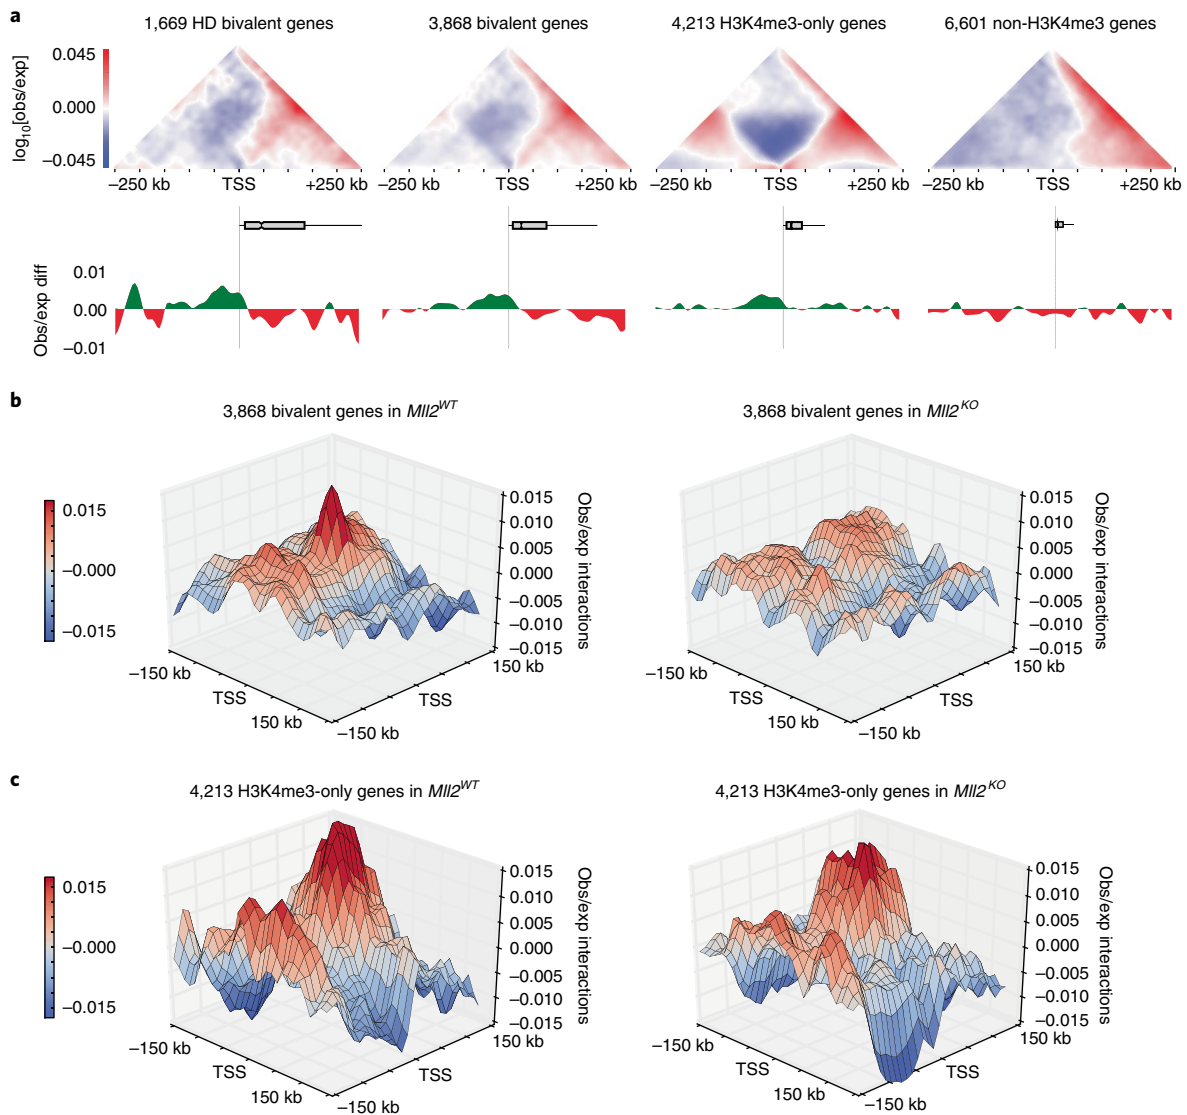 a
1,669 HD bivalent genes
3,868 bivalent genes
4,213 H3K4me3-only genes
6,601 non-H3K4me3 genes
log10[obs/exp]
0.045
0.000
−0.045
−250 kb TSS +250 kb
−250 kb TSS +250 kb
−250 kb TSS +250 kb
−250 kb TSS +250 kb
Obs/exp diff
0.01
0.00
−0.01
b
3,868 bivalent genes in Mll2WT
3,868 bivalent genes in Mll2KO
0.015
−0.000
−0.015
0.015
0.010
0.005
0.000
−0.005
−0.010
−0.015
Obs/exp interactions
−150 kb
TSS
150 kb
−150 kb
TSS
150 kb
0.015
0.010
0.005
0.000
−0.005
−0.010
−0.015
Obs/exp interactions
−150 kb
TSS
150 kb
−150 kb
TSS
150 kb
c
4,213 H3K4me3-only genes in Mll2WT
4,213 H3K4me3-only genes in Mll2KO
0.015
−0.000
−0.015
0.015
0.010
0.005
0.000
−0.005
−0.010
−0.015
Obs/exp interactions
−150 kb
TSS
150 kb
−150 kb
TSS
150 kb
0.015
0.010
0.005
0.000
−0.005
−0.010
−0.015
Obs/exp interactions
−150 kb
TSS
150 kb
−150 kb
TSS
150 kb